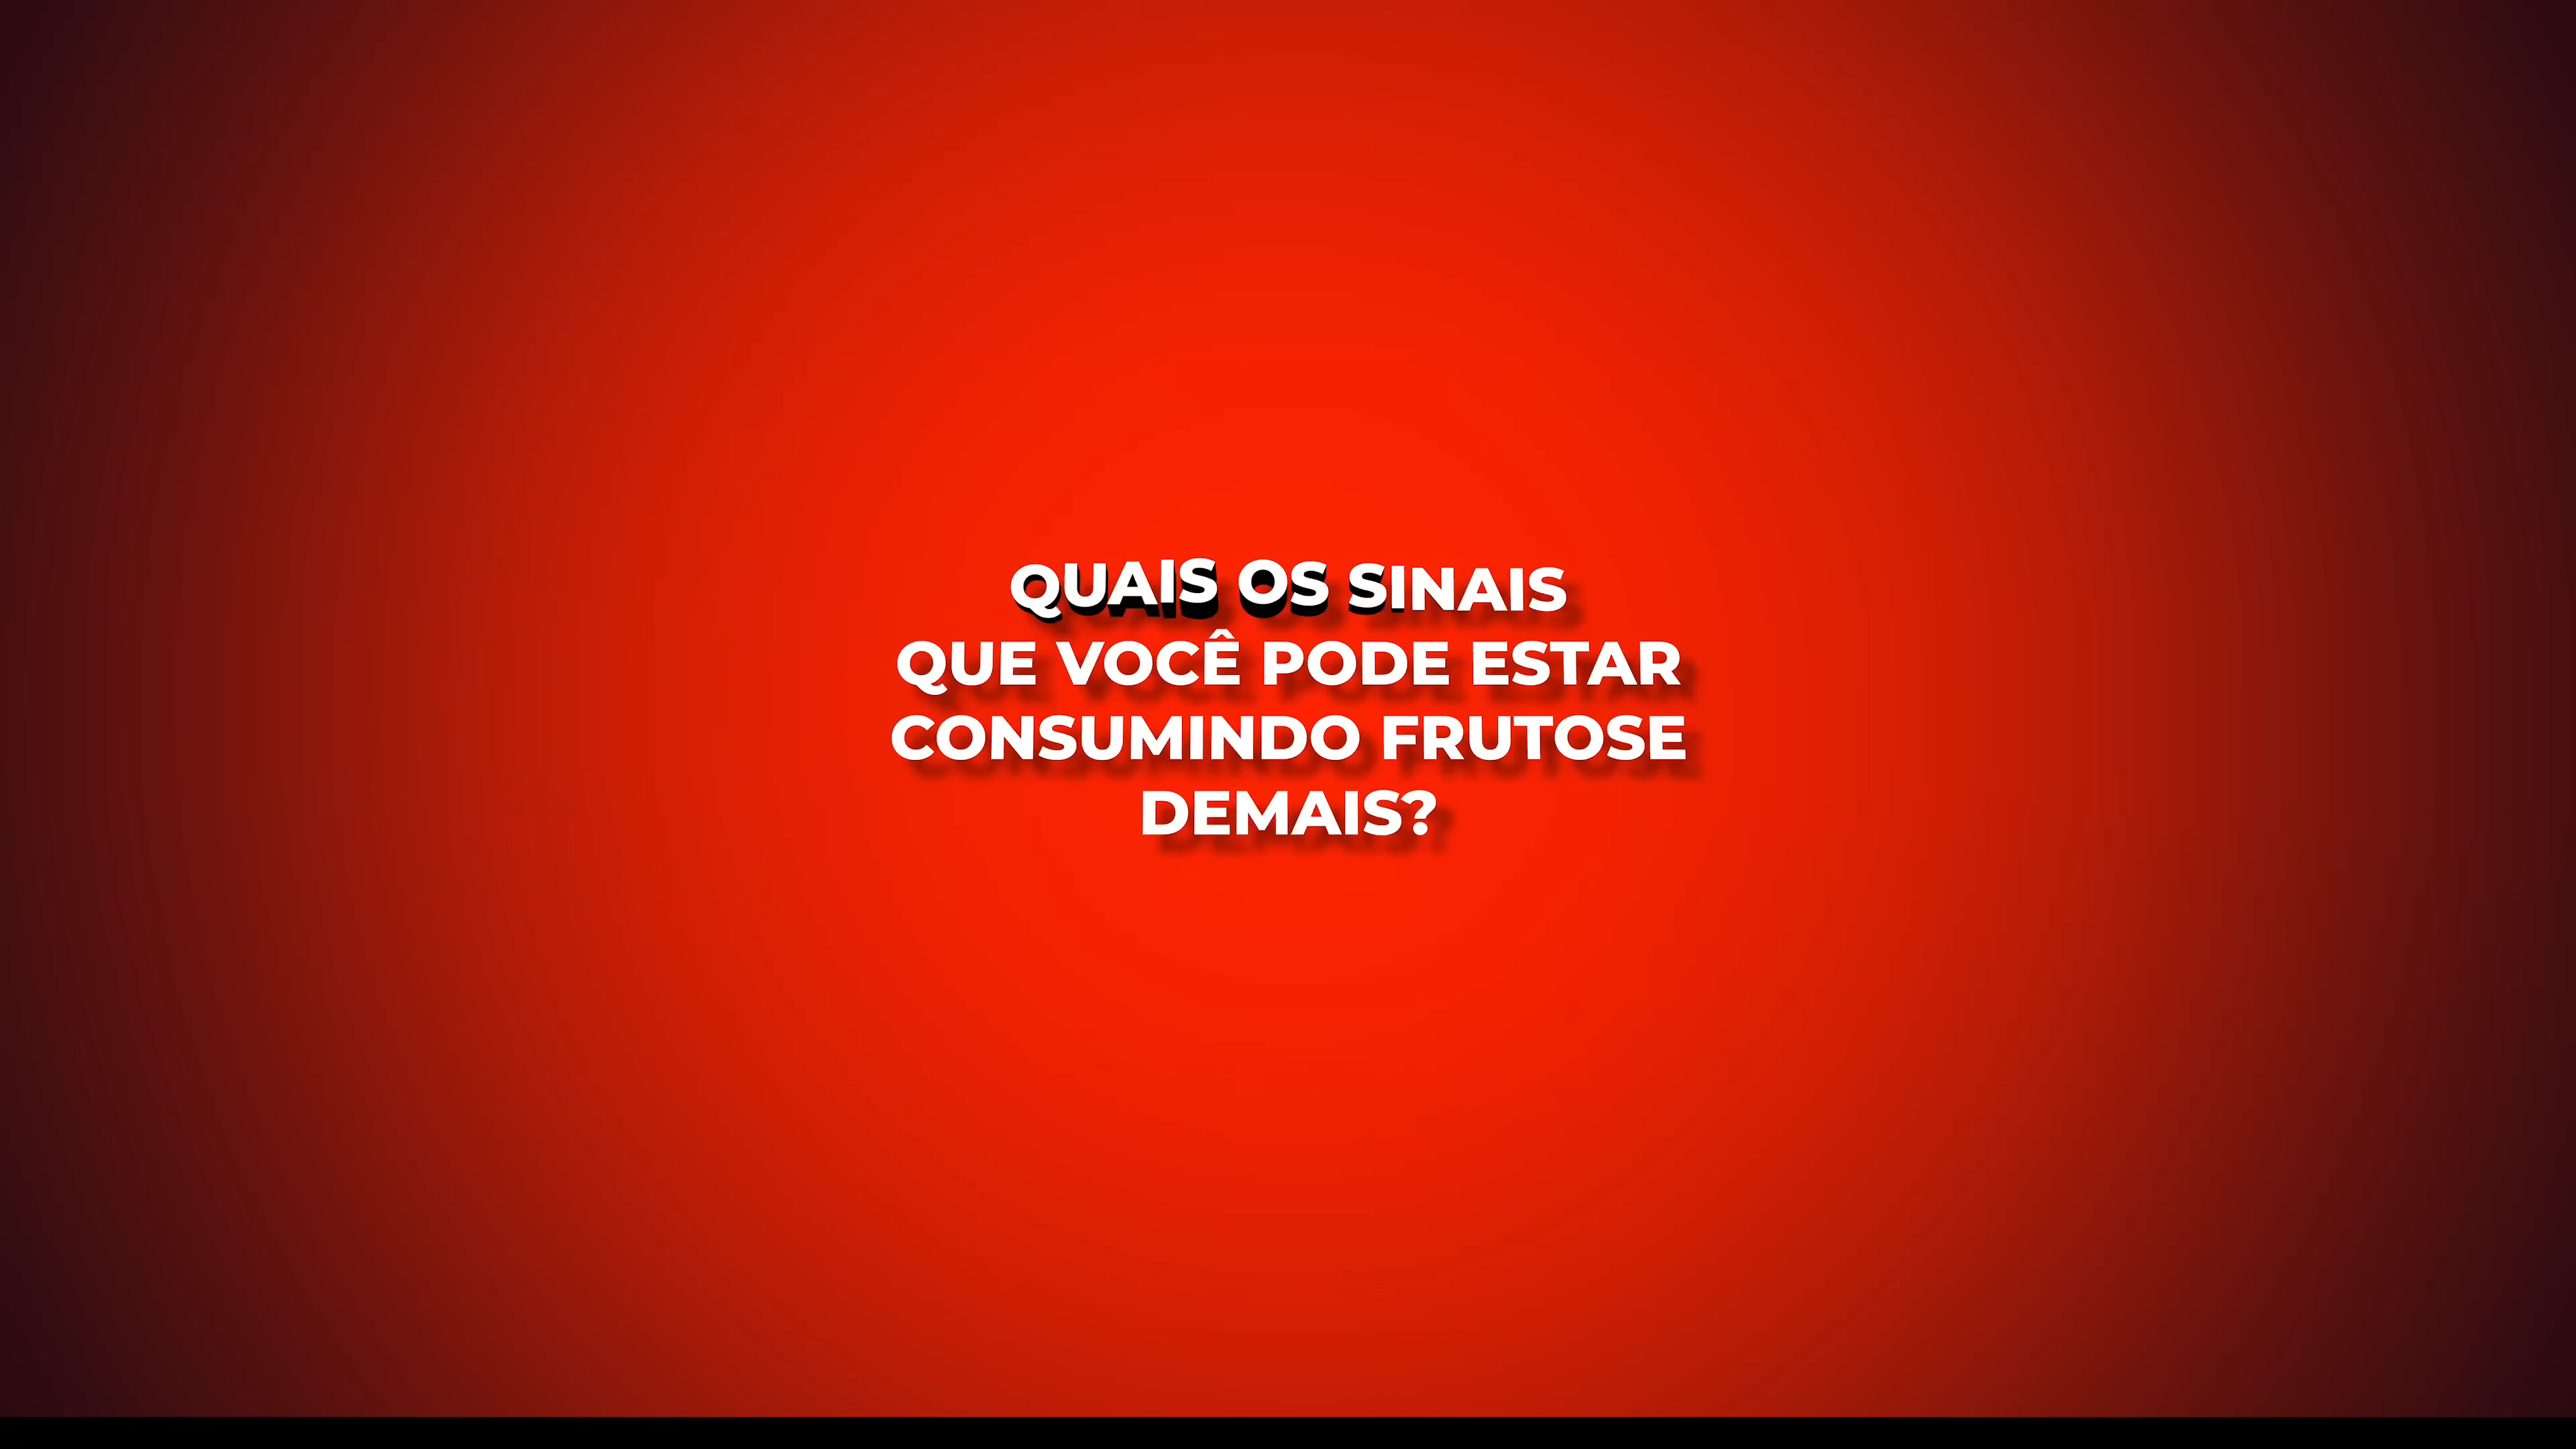 QUAIS OS SINAIS
QUE VOCÊ PODE ESTAR
CONSUMINDO FRUTOSE
DEMAIS?